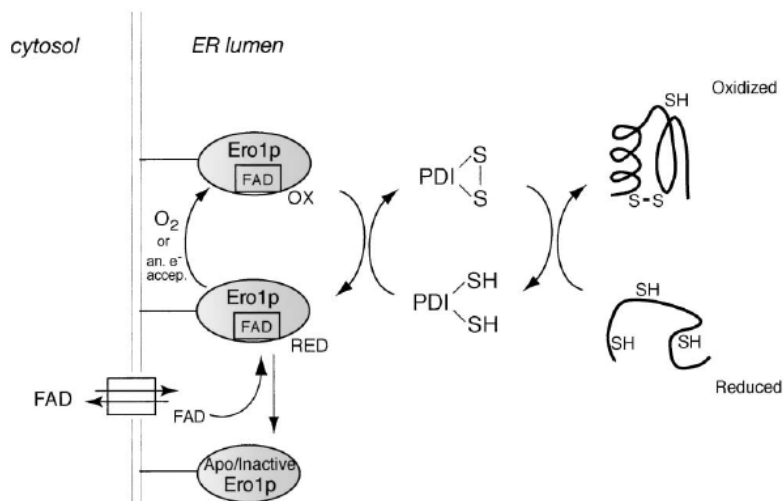 cytosol
ER lumen
Ero1p
FAD
OX
O2
or
an. e-
accep.
Ero1p
FAD
RED
FAD
FAD
Apo/Inactive
Ero1p
PDI
S
S
PDI
SH
SH
SH
Oxidized
S-S
SH
SH
SH
Reduced